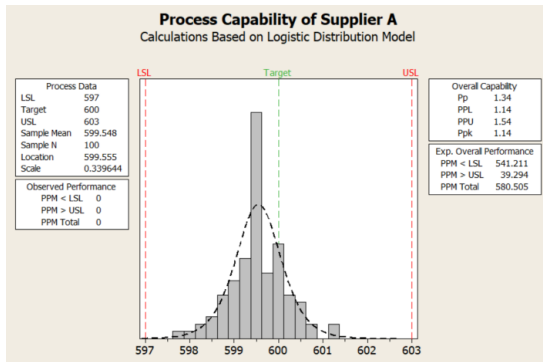 Process Capability of Supplier A
Calculations Based on Logistic Distribution Model
LSL Target USL
Process Data
LSL 597
Target 600
USL 603
Sample Mean 599.548
Sample N 100
Location 599.555
Scale 0.339644
Observed Performance
PPM < LSL 0
PPM > USL 0
PPM Total 0
Overall Capability
Pp 1.34
PPL 1.14
PPU 1.54
Ppk 1.14
Exp. Overall Performance
PPM < LSL 541.211
PPM > USL 39.294
PPM Total 580.505
597 598 599 600 601 602 603